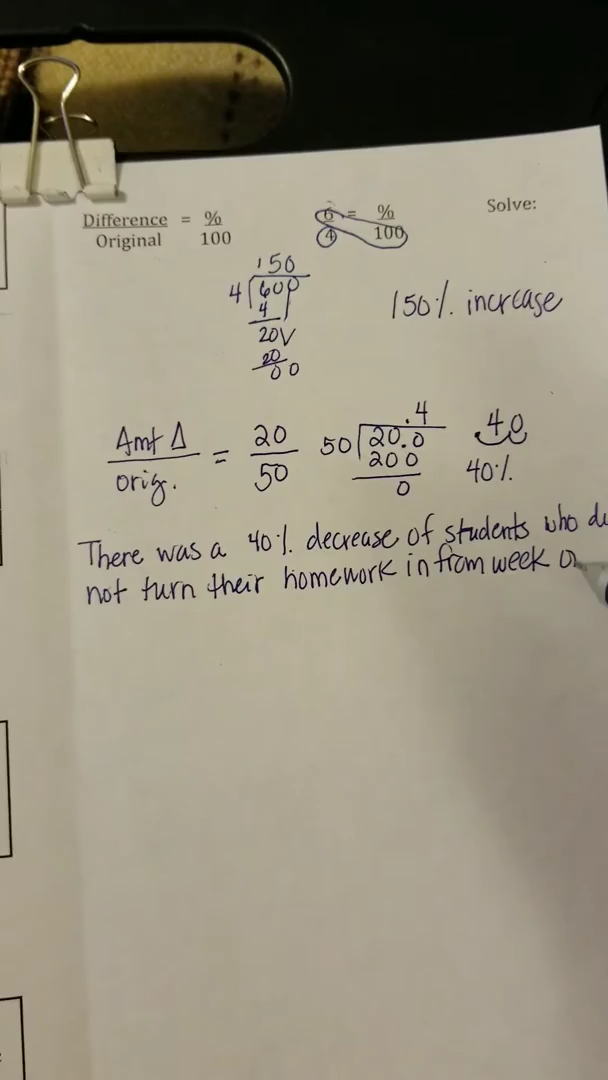 Difference = % 6 = % Solve:
Original 100 4 100
150
4 600
4
20
20
00
150% increase
Amt Δ = 20
orig. 50
.4
50 20.0
200
0
.40
40%
There was a 40% decrease of students who
not turn their homework in from week